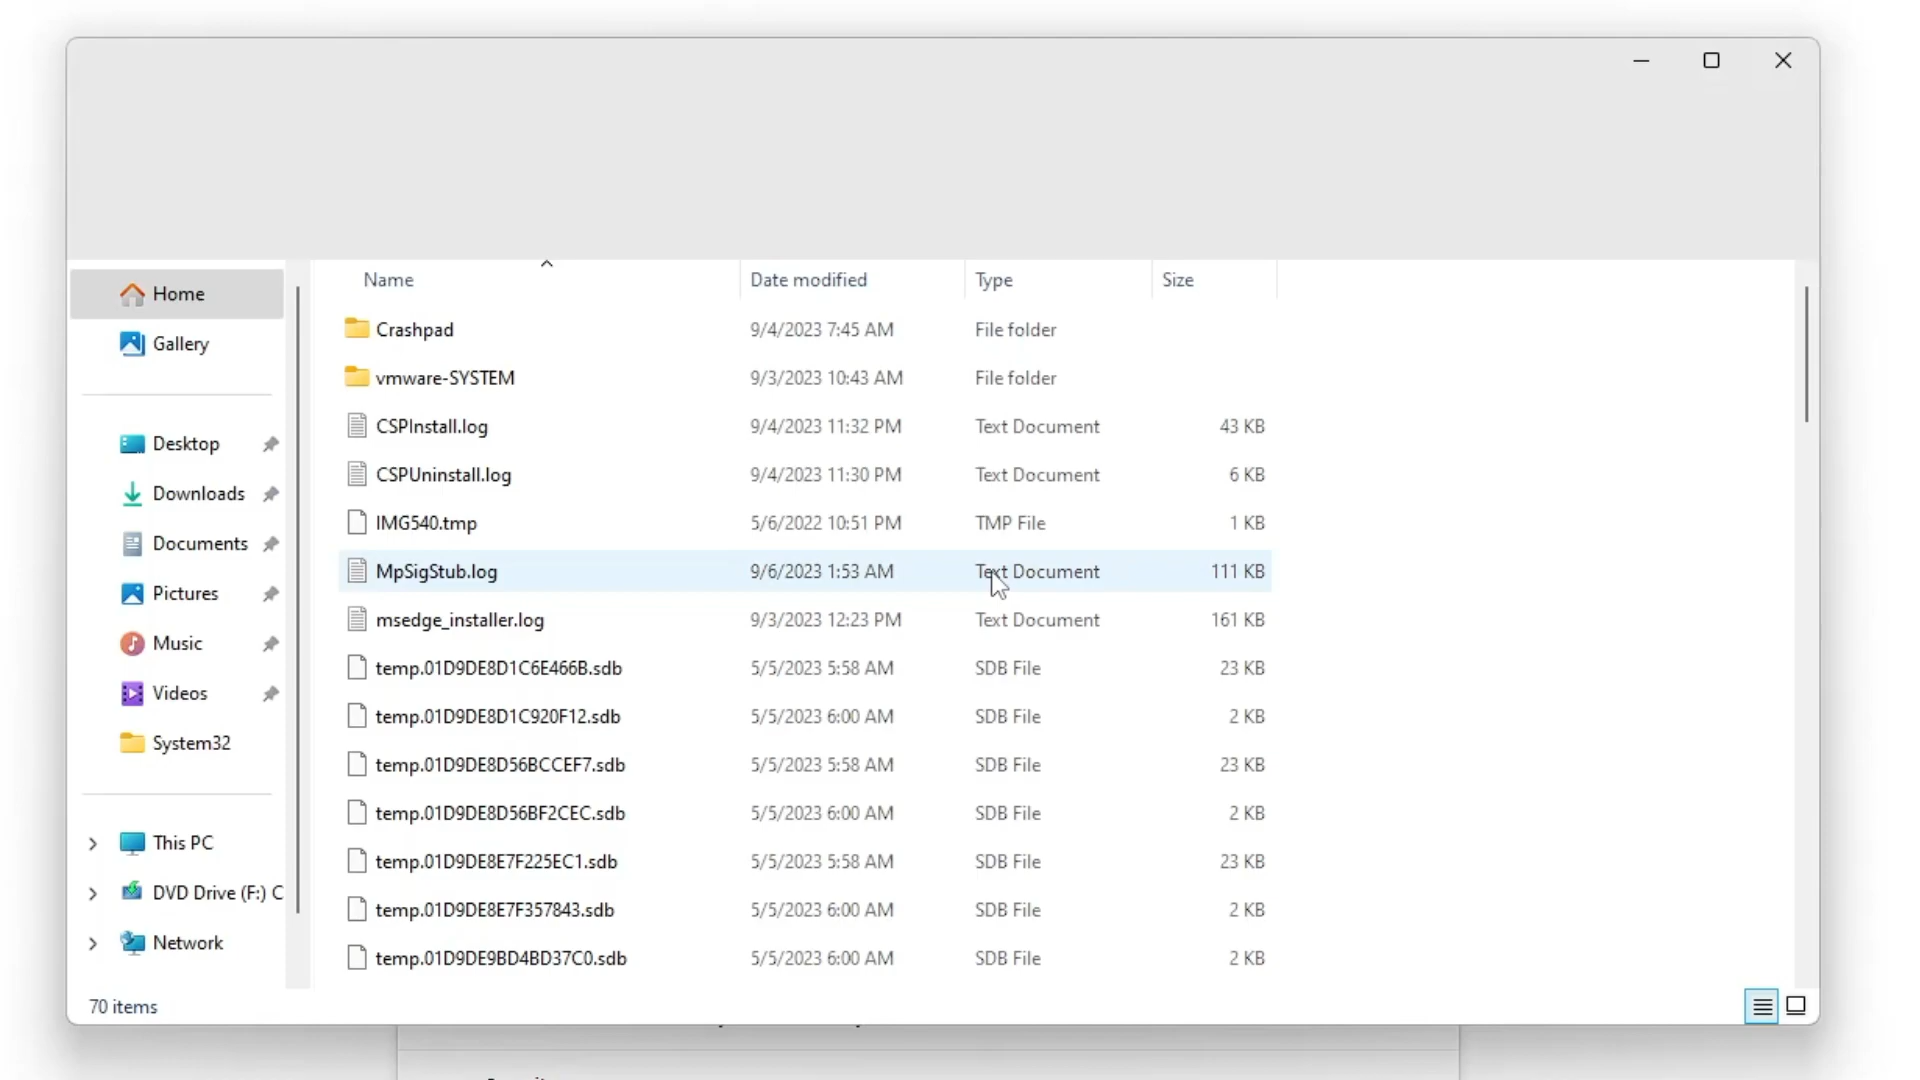 Home
Gallery
Desktop
Downloads
Documents
Pictures
Music
Videos
System32
This PC
DVD Drive (F:) C
Network
Name Date modified Type Size
Crashpad 9/4/2023 7:45 AM File folder
vmware-SYSTEM 9/3/2023 10:43 AM File folder
CSPInstall.log 9/4/2023 11:32 PM Text Document 43 KB
CSPUninstall.log 9/4/2023 11:30 PM Text Document 6 KB
IMG540.tmp 5/6/2022 10:51 PM TMP File 1 KB
MpSigStub.log 9/6/2023 1:53 AM Text Document 111 KB
msedge_installer.log 9/3/2023 12:23 PM Text Document 161 KB
temp.01D9DE8D1C6E466B.sdb 5/5/2023 5:58 AM SDB File 23 KB
temp.01D9DE8D1C920F12.sdb 5/5/2023 6:00 AM SDB File 2 KB
temp.01D9DE8D56BCCEF7.sdb 5/5/2023 5:58 AM SDB File 23 KB
temp.01D9DE8D56BF2CEC.sdb 5/5/2023 6:00 AM SDB File 2 KB
temp.01D9DE8E7F225EC1.sdb 5/5/2023 5:58 AM SDB File 23 KB
temp.01D9DE8E7F357843.sdb 5/5/2023 6:00 AM SDB File 2 KB
temp.01D9DE9BD4BD37C0.sdb 5/5/2023 6:00 AM SDB File 2 KB
70 items